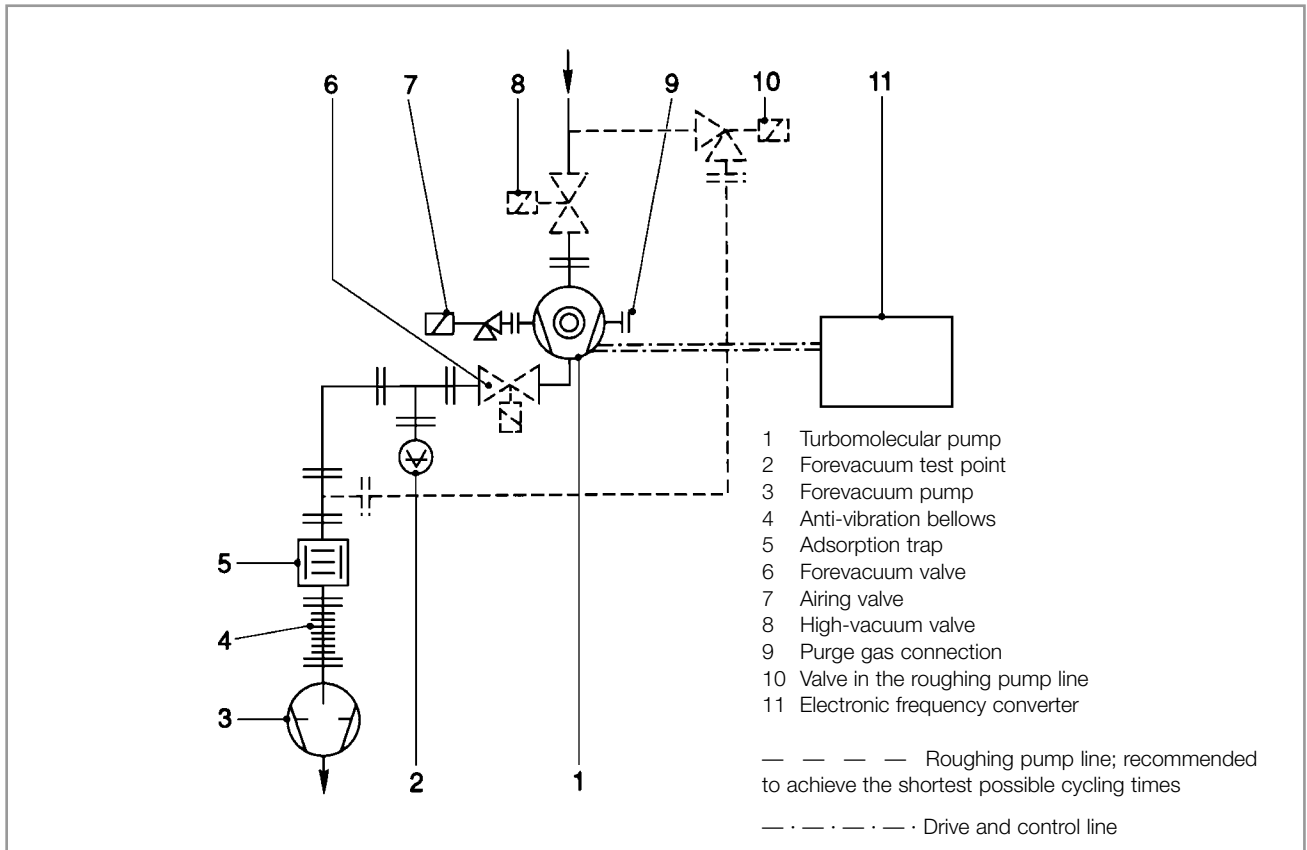 6
7
8
9
10
11
5
4
3
2
1
1 Turbomolecular pump
2 Forevacuum test point
3 Forevacuum pump
4 Anti-vibration bellows
5 Adsorption trap
6 Forevacuum valve
7 Airing valve
8 High-vacuum valve
9 Purge gas connection
10 Valve in the roughing pump line
11 Electronic frequency converter
— — — — Roughing pump line; recommended
to achieve the shortest possible cycling times
— · — · — · — · Drive and control line